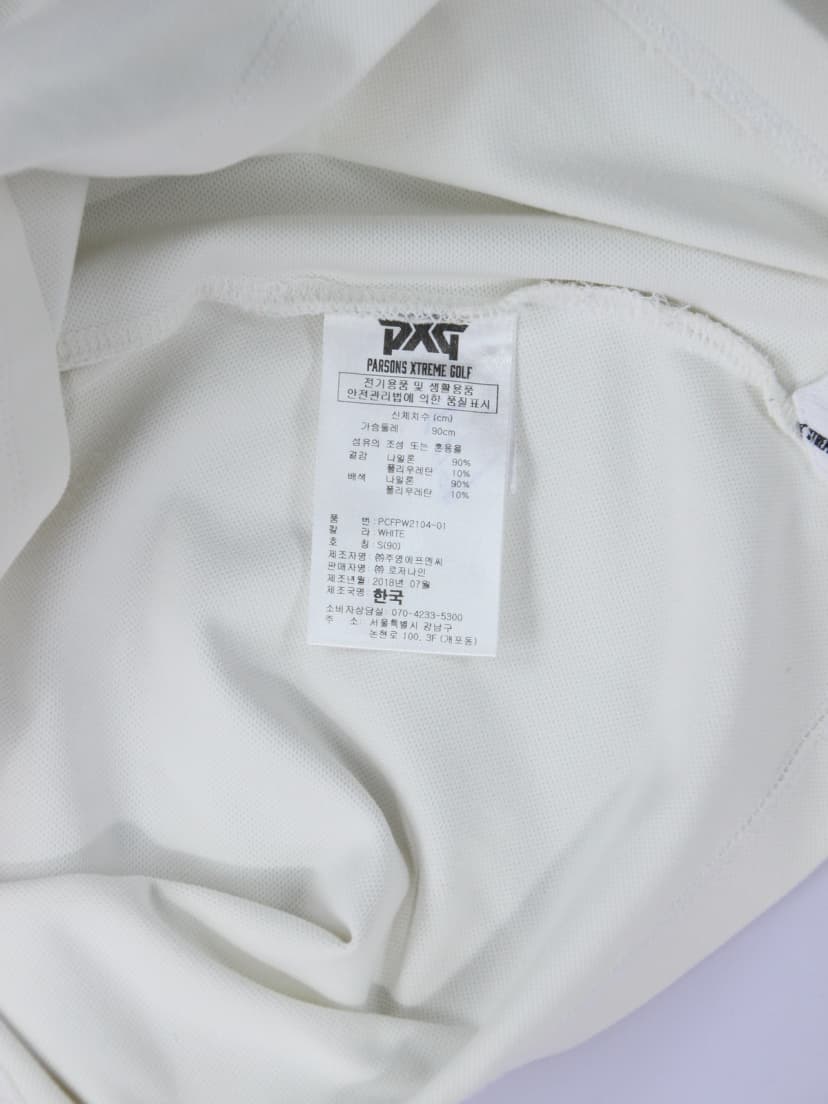 PXG
PARSONS XTREME GOLF
전기용품 및 생활용품
안전관리법에 의한 품질표시
신체치수 (cm)
가슴둘레 90cm
섬유의 조성 또는 혼용율
겉감 나일론 90%
폴리우레탄 10%
배색 나일론 90%
폴리우레탄 10%
품 번: PCFPW2104-01
칼 라: WHITE
호 칭: S(90)
제조자명: ㈜주영에프엔씨
판매자명: ㈜ 로저나인
제조년월: 2018년 07월
제조국명: 한국
소비자상담실: 070-4233-5300
주 소: 서울특별시 강남구
논현로 100, 3F (개포동)